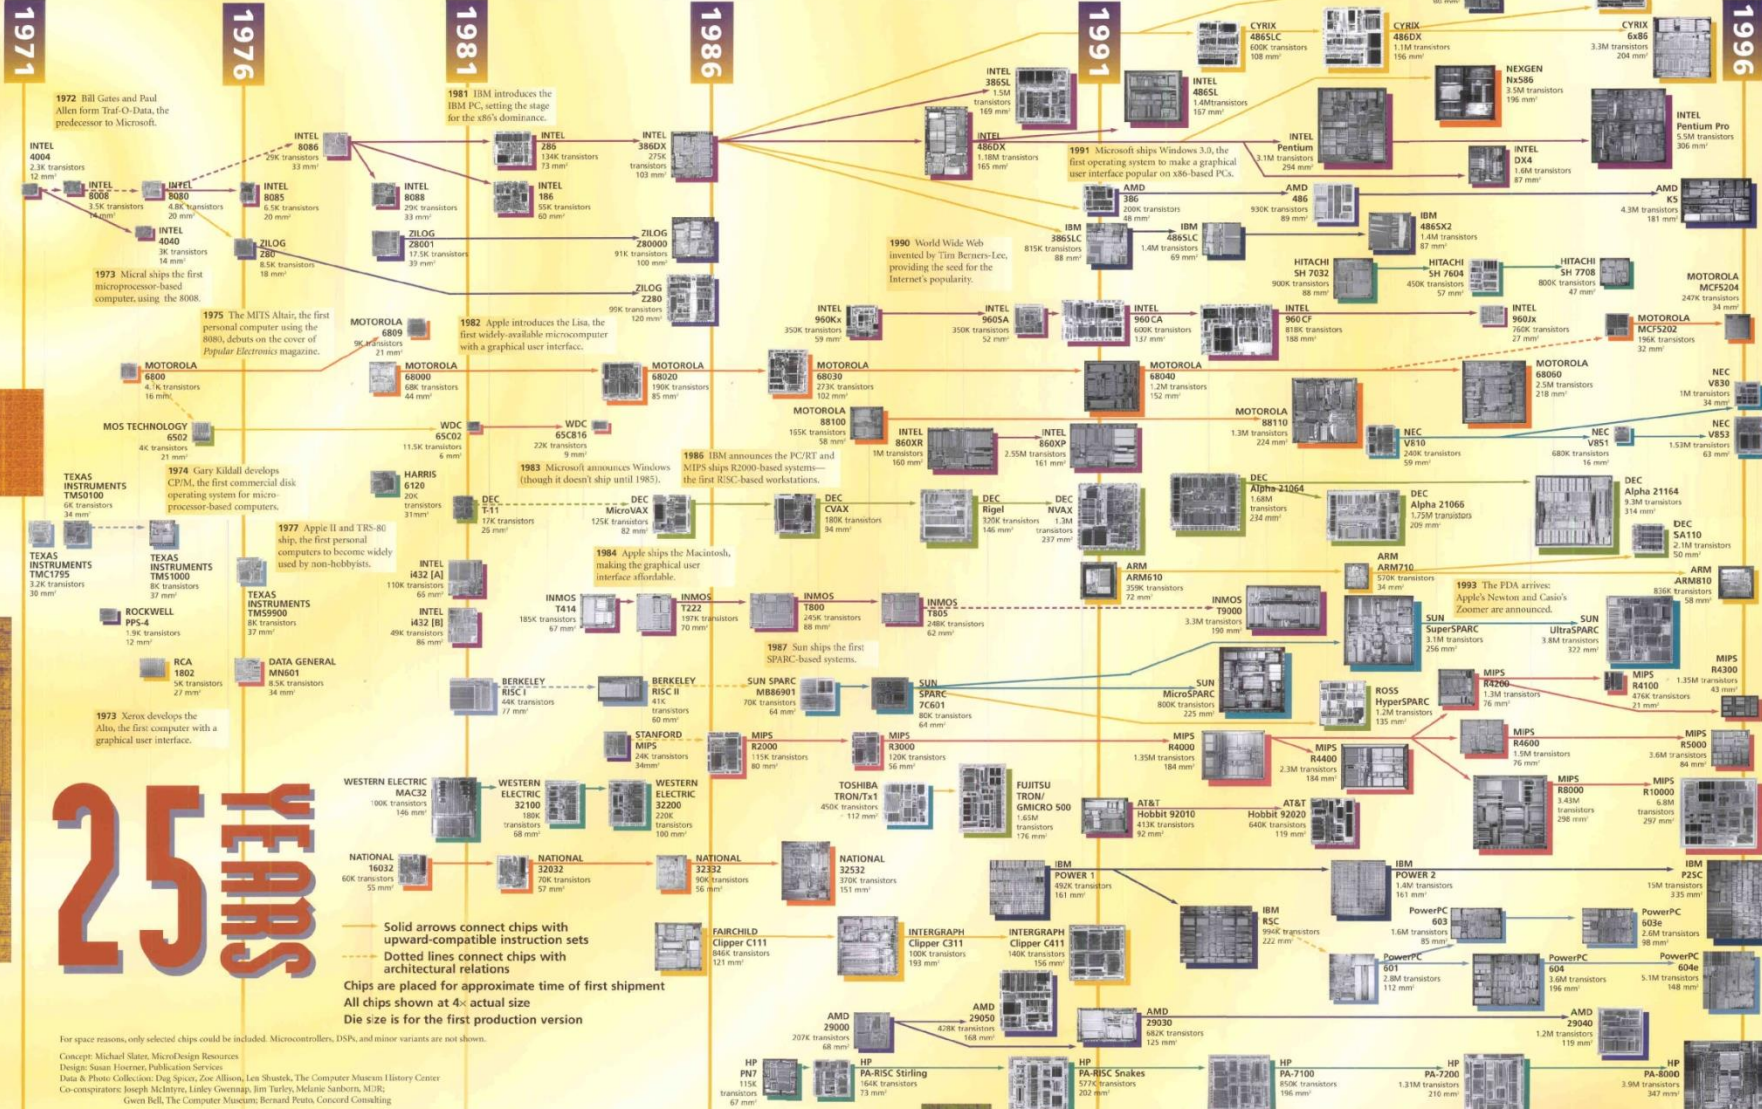 1971
1976
1981
1986
1991
1996
1972 Bill Gates and Paul
Allen form Traf-O-Data, the
predecessor to Microsoft.
1981 IBM introduces the
IBM PC, setting the stage
for the x86's dominance.
INTEL
4004
2.3K transistors
12 mm²
INTEL
8008
3.5K transistors
14 mm²
INTEL
8080
4.8K transistors
20 mm²
INTEL
4040
3K transistors
14 mm²
INTEL
8086
29K transistors
33 mm²
INTEL
8085
6.5K transistors
20 mm²
INTEL
8088
29K transistors
33 mm²
INTEL
286
134K transistors
73 mm²
INTEL
186
55K transistors
60 mm²
INTEL
386DX
275K
transistors
103 mm²
INTEL
386SL
1.5M
transistors
169 mm²
INTEL
486DX
1.18M transistors
165 mm²
INTEL
486SL
1.4Mtransistors
167 mm²
CYRIX
486SLC
600K transistors
108 mm²
CYRIX
486DX
1.1M transistors
156 mm²
CYRIX
6x86
3.3M transistors
204 mm²
NEXGEN
Nx586
3.5M transistors
196 mm²
INTEL
Pentium
3.1M transistors
294 mm²
INTEL
Pentium Pro
5.5M transistors
306 mm²
INTEL
DX4
1.6M transistors
87 mm²
1991 Microsoft ships Windows 3.0, the
first operating system to make a graphical
user interface popular on x86-based PCs.
AMD
386
200K transistors
48 mm²
AMD
486
930K transistors
89 mm²
AMD
K5
4.3M transistors
181 mm²
IBM
386SLC
815K transistors
88 mm²
IBM
486SLC
1.4M transistors
69 mm²
IBM
486SX2
1.4M transistors
87 mm²
ZILOG
Z80
8.5K transistors
18 mm²
ZILOG
Z8001
17.5K transistors
39 mm²
ZILOG
Z80000
91K transistors
100 mm²
ZILOG
Z280
99K transistors
120 mm²
1973 Micral ships the first
microprocessor-based
computer, using the 8008.
1990 World Wide Web
invented by Tim Berners-Lee,
providing the seed for the
Internet's popularity.
HITACHI
SH 7032
900K transistors
88 mm²
HITACHI
SH 7604
450K transistors
57 mm²
HITACHI
SH 7708
800K transistors
47 mm²
MOTOROLA
MCF5204
247K transistors
34 mm²
1975 The MITS Altair, the first
personal computer using the
8080, debuts on the cover of
Popular Electronics magazine.
MOTOROLA
6809
9K transistors
21 mm²
1982 Apple introduces the Lisa, the
first widely-available microcomputer
with a graphical user interface.
INTEL
960Kx
350K transistors
59 mm²
INTEL
960SA
350K transistors
52 mm²
INTEL
960CA
600K transistors
137 mm²
INTEL
960CF
818K transistors
188 mm²
INTEL
960Jx
760K transistors
27 mm²
MOTOROLA
MCF5202
196K transistors
32 mm²
MOTOROLA
6800
transistors
16 mm²
MOTOROLA
68000
68K transistors
44 mm²
MOTOROLA
68020
190K transistors
85 mm²
MOTOROLA
68030
273K transistors
102 mm²
MOTOROLA
68040
1.2M transistors
152 mm²
MOTOROLA
68060
2.5M transistors
218 mm²
NEC
V830
1M transistors
34 mm²
MOS TECHNOLOGY
6502
4K transistors
21 mm²
WDC
65C02
11.5K transistors
6 mm²
WDC
65C816
22K transistors
9 mm²
MOTOROLA
88100
165K transistors
58 mm²
MOTOROLA
88110
1.3M transistors
224 mm²
INTEL
860XR
1M transistors
160 mm²
INTEL
860XP
2.55M transistors
161 mm²
NEC
V810
240K transistors
59 mm²
NEC
V851
680K transistors
16 mm²
NEC
V853
1.53M transistors
63 mm²
1974 Gary Kildall develops
CP/M, the first commercial disk
operating system for micro-
processor-based computers.
1983 Microsoft announces Windows
(though it doesn't ship until 1985).
1986 IBM announces the PC/RT and
MIPS ships R2000-based systems—
the first RISC-based workstations.
TEXAS
INSTRUMENTS
TMS0100
6K transistors
34 mm²
HARRIS
6120
20K
transistors
31mm²
DEC
T-11
17K transistors
26 mm²
DEC
MicroVAX
125K transistors
82 mm²
DEC
CVAX
180K transistors
94 mm²
DEC
Rigel
320K transistors
146 mm²
DEC
NVAX
1.3M
transistors
237 mm²
DEC
Alpha 21064
1.68M
transistors
234 mm²
DEC
Alpha 21066
1.75M transistors
209 mm²
DEC
Alpha 21164
9.3M transistors
314 mm²
DEC
SA110
2.1M transistors
50 mm²
TEXAS
INSTRUMENTS
TMC1795
3.2K transistors
30 mm²
TEXAS
INSTRUMENTS
TMS1000
8K transistors
37 mm²
1977 Apple II and TRS-80
ship, the first personal
computers to become widely
used by non-hobbyists.
1984 Apple ships the Macintosh,
making the graphical user
interface affordable.
TEXAS
INSTRUMENTS
TMS9900
8K transistors
37 mm²
INTEL
i432 [A]
110K transistors
66 mm²
INTEL
i432 [B]
49K transistors
86 mm²
ARM
ARM610
359K transistors
72 mm²
ARM
ARM710
570K transistors
34 mm²
ARM
ARM810
836K transistors
58 mm²
1993 The PDA arrives:
Apple's Newton and Casio's
Zoomer are announced.
ROCKWELL
PPS-4
1.9K transistors
12 mm²
INMOS
T414
185K transistors
67 mm²
INMOS
T222
197K transistors
70 mm²
INMOS
T800
245K transistors
88 mm²
INMOS
T805
248K transistors
62 mm²
INMOS
T9000
3.3M transistors
190 mm²
SUN
SuperSPARC
3.1M transistors
256 mm²
SUN
UltraSPARC
3.8M transistors
322 mm²
1987 Sun ships the first
SPARC-based systems.
RCA
1802
5K transistors
27 mm²
DATA GENERAL
MN601
8.5K transistors
34 mm²
BERKELEY
RISC I
44K transistors
77 mm²
BERKELEY
RISC II
41K
transistors
60 mm²
SUN SPARC
MB86901
70K transistors
64 mm²
SUN
SPARC
7C601
80K transistors
64 mm²
SUN
MicroSPARC
800K transistors
225 mm²
ROSS
HyperSPARC
1.2M transistors
135 mm²
MIPS
R4200
1.3M transistors
76 mm²
MIPS
R4100
476K transistors
21 mm²
MIPS
R4300
1.35M transistors
43 mm²
1973 Xerox develops the
Alto, the first computer with a
graphical user interface.
STANFORD
MIPS
24K transistors
34mm²
MIPS
R2000
115K transistors
80 mm²
MIPS
R3000
120K transistors
56 mm²
MIPS
R4000
1.35M transistors
184 mm²
MIPS
R4400
2.3M transistors
184 mm²
MIPS
R4600
1.5M transistors
76 mm²
MIPS
R5000
3.6M transistors
84 mm²
MIPS
R8000
3.43M
transistors
298 mm²
MIPS
R10000
6.8M
transistors
297 mm²
WESTERN ELECTRIC
MAC32
100K transistors
146 mm²
WESTERN
ELECTRIC
32100
180K
transistors
68 mm²
WESTERN
ELECTRIC
32200
220K
transistors
100 mm²
TOSHIBA
TRON/Tx1
450K transistors
112 mm²
FUJITSU
TRON/
GMICRO 500
1.65M
transistors
176 mm²
AT&T
Hobbit 92010
413K transistors
92 mm²
AT&T
Hobbit 92020
640K transistors
119 mm²
25
YEARS
NATIONAL
16032
60K transistors
55 mm²
NATIONAL
32032
70K transistors
57 mm²
NATIONAL
32332
90K transistors
56 mm²
NATIONAL
32532
370K transistors
151 mm²
IBM
POWER 1
492K transistors
161 mm²
IBM
POWER 2
1.4M transistors
161 mm²
IBM
P2SC
15M transistors
335 mm²
IBM
RSC
994K transistors
222 mm²
PowerPC
603
1.6M transistors
85 mm²
PowerPC
603e
2.6M transistors
98 mm²
PowerPC
601
2.8M transistors
112 mm²
PowerPC
604
3.6M transistors
196 mm²
PowerPC
604e
5.1M transistors
148 mm²
Solid arrows connect chips with
upward-compatible instruction sets
Dotted lines connect chips with
architectural relations
Chips are placed for approximate time of first shipment
All chips shown at 4× actual size
Die size is for the first production version
FAIRCHILD
Clipper C111
846K transistors
121 mm²
INTERGRAPH
Clipper C311
100K transistors
193 mm²
INTERGRAPH
Clipper C411
140K transistors
156 mm²
AMD
29000
207K transistors
68 mm²
AMD
29050
428K transistors
168 mm²
AMD
29030
682K transistors
125 mm²
AMD
29040
1.2M transistors
119 mm²
HP
PN7
115K
transistors
67 mm²
HP
PA-RISC Stirling
164K transistors
73 mm²
HP
PA-RISC Snakes
577K transistors
202 mm²
HP
PA-7100
850K transistors
196 mm²
HP
PA-7200
1.31M transistors
210 mm²
HP
PA-8000
3.9M transistors
347 mm²
For space reasons, only selected chips could be included. Microcontrollers, DSPs, and minor variants are not shown.
Concept: Michael Slater, MicroDesign Resources
Design: Susan Hoerner, Publication Services
Data & Photo Collection: Dag Spicer, Zoe Allison, Len Shustek, The Computer Museum History Center
Co-conspirators: Joseph McIntyre, Linley Gwennap, Jim Turley, Melanie Sanborn, MDR;
Gwen Bell, The Computer Museum; Bernard Peuto, Concord Consulting